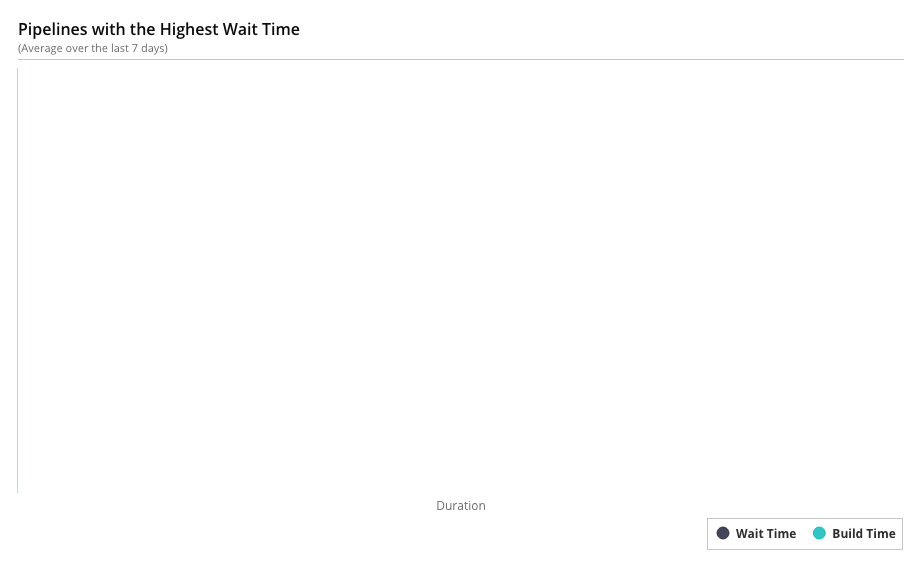 Pipelines with the Highest Wait Time
(Average over the last 7 days)
Duration
Wait Time Build Time